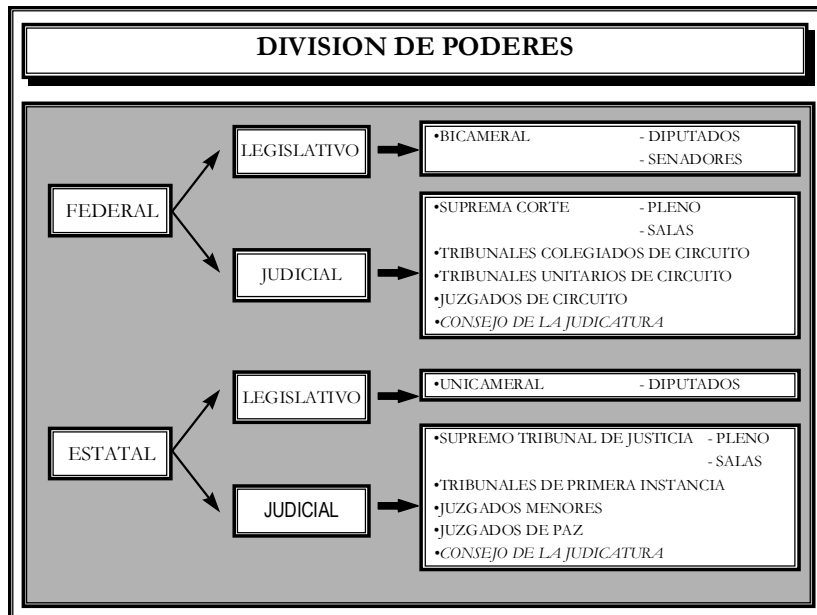 DIVISION DE PODERES
FEDERAL
LEGISLATIVO
•BICAMERAL - DIPUTADOS
- SENADORES
JUDICIAL
•SUPREMA CORTE - PLENO
- SALAS
•TRIBUNALES COLEGIADOS DE CIRCUITO
•TRIBUNALES UNITARIOS DE CIRCUITO
•JUZGADOS DE CIRCUITO
•CONSEJO DE LA JUDICATURA
ESTATAL
LEGISLATIVO
•UNICAMERAL - DIPUTADOS
JUDICIAL
•SUPREMO TRIBUNAL DE JUSTICIA - PLENO
- SALAS
•TRIBUNALES DE PRIMERA INSTANCIA
•JUZGADOS MENORES
•JUZGADOS DE PAZ
•CONSEJO DE LA JUDICATURA